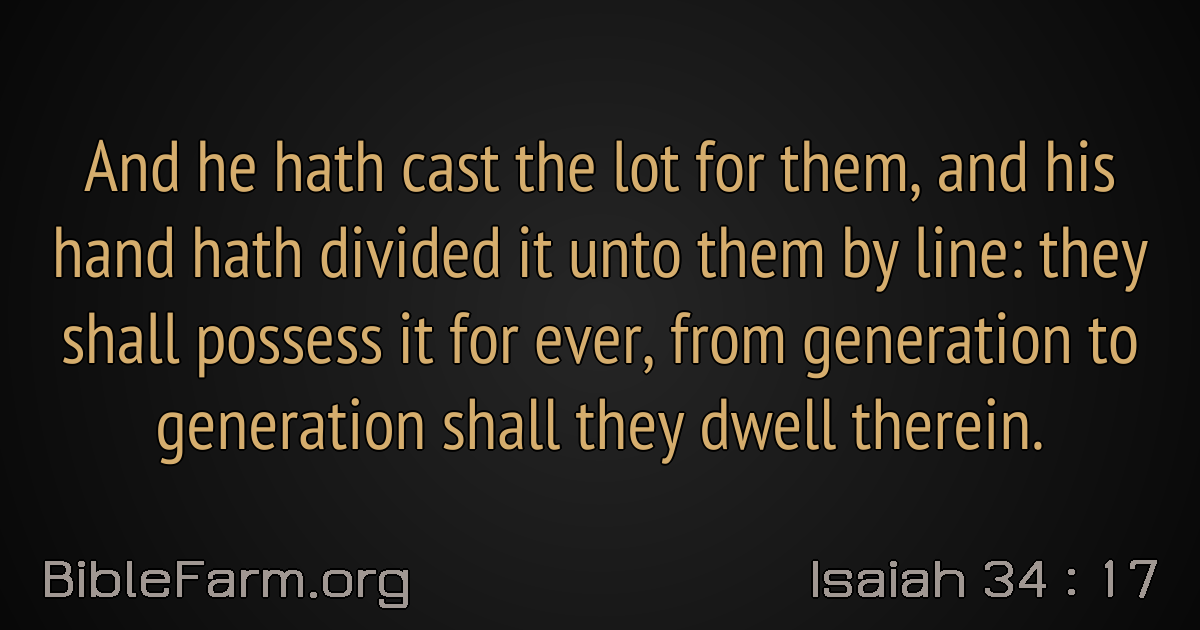 And he hath cast the lot for them, and his
hand hath divided it unto them by line: they
shall possess it for ever, from generation to
generation shall they dwell therein.
BibleFarm.org
Isaiah 34 : 17